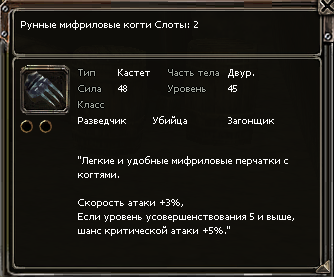 Рунные мифриловые когти Слоты: 2
Тип Кастет Часть тела Двур.
Сила 48 Уровень 45
Класс
Разведчик Убийца Загонщик
"Легкие и удобные мифриловые перчатки с
когтями.
Скорость атаки +3%,
Если уровень усовершенствования 5 и выше,
шанс критической атаки +5%."